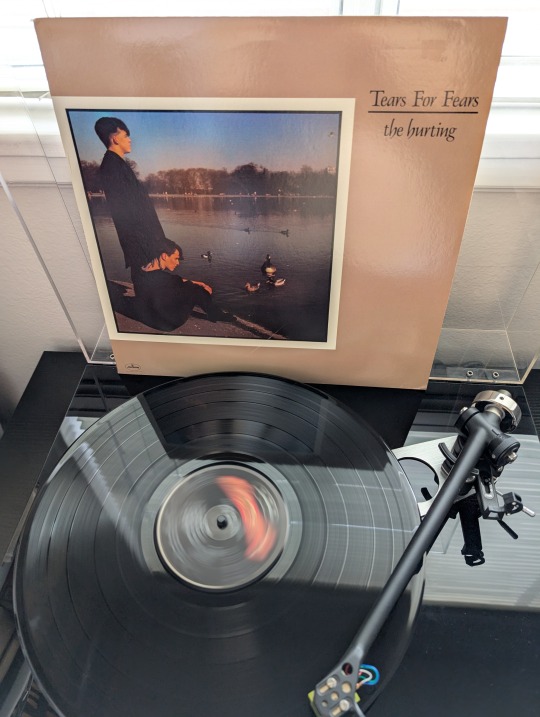 Tears For Fears
the hurting